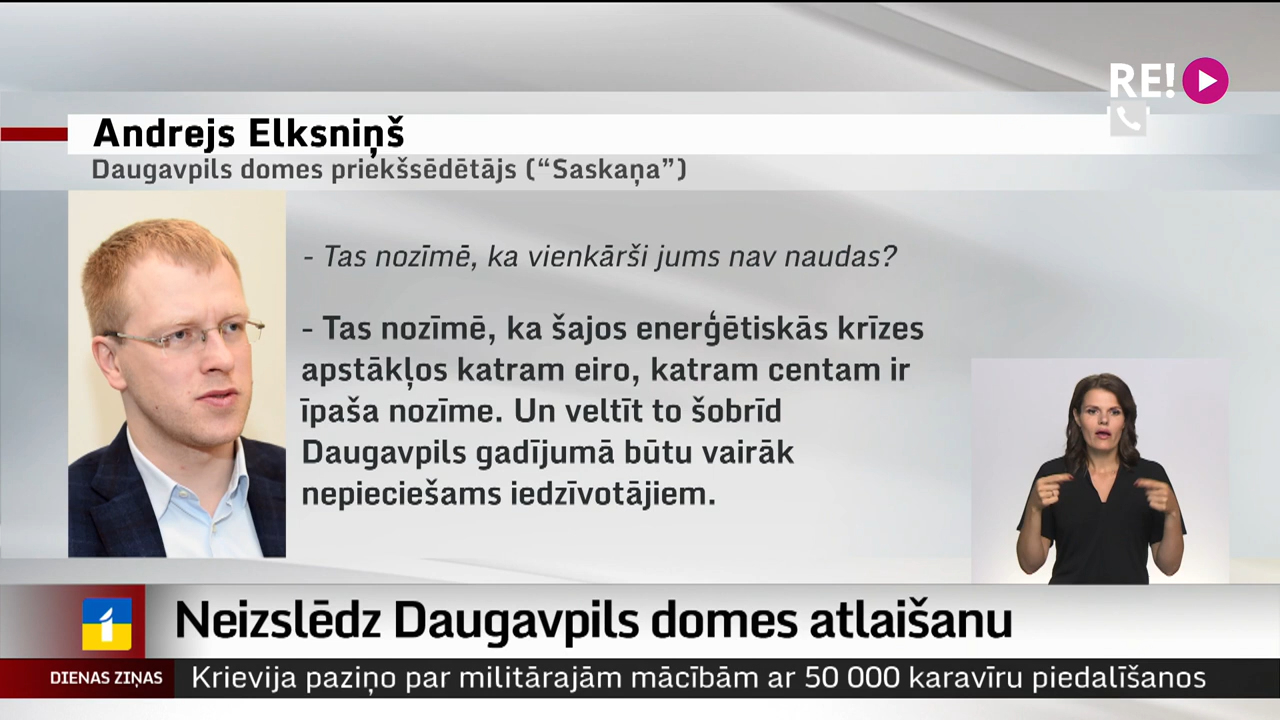 RE!
Andrejs Elksniņš
Daugavpils domes priekšsēdētājs (“Saskaņa”)
- Tas nozīmē, ka vienkārši jums nav naudas?
- Tas nozīmē, ka šajos enerģētiskās krīzes
apstākļos katram eiro, katram centam ir
īpaša nozīme. Un veltīt to šobrīd
Daugavpils gadījumā būtu vairāk
nepieciešams iedzīvotājiem.
1
Neizslēdz Daugavpils domes atlaišanu
DIENAS ZIŅAS
Krievija paziņo par militārajām mācībām ar 50 000 karavīru piedalīšanos